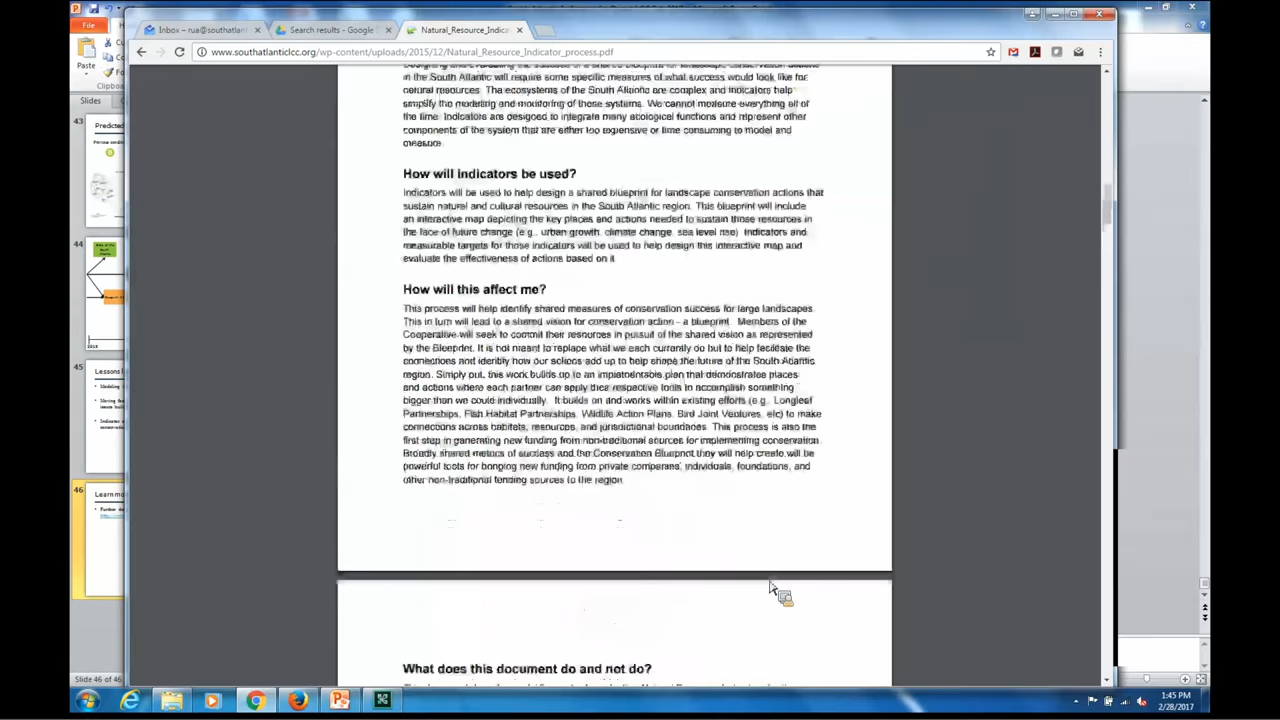 File
Inbox – rua@southatlan
Search results - Google
Natural_Resource_Indica
www.southatlanticlcc.org/wp-content/uploads/2015/12/Natural_Resource_Indicator_process.pdf
Paste
Clipboa
Slides
in the South Atlantic will require some specific measures of what success would look like for
natural resources. The ecosystems of the South Atlantic are complex and indicators help
simplify the modeling and monitoring of these systems. We cannot measure everything all of
the time. Indicators are designed to integrate many ecological functions and represent other
components of the system that are either too expensive or time consuming to model and
measure.
How will indicators be used?
Indicators will be used to help design a shared blueprint for landscape conservation actions that
sustain natural and cultural resources in the South Atlantic region. This blueprint will include
an interactive map depicting the key places and actions needed to sustain those resources in
the face of future change (e.g., urban growth, climate change, sea level rise). Indicators and
measurable targets for those indicators will be used to help design this interactive map and
evaluate the effectiveness of actions based on it.
How will this affect me?
This process will help identify shared measures of conservation success for large landscapes.
This in turn will lead to a shared vision for conservation action – a blueprint. Members of the
Cooperative will seek to commit their resources in pursuit of the shared vision as represented
by the Blueprint. It is not meant to replace what we each currently do but to help facilitate the
connections and identify how our actions add up to help shape the future of the South Atlantic
region. Simply put, this work builds up to an implementable plan that demonstrates places
and actions where each partner can apply their respective tools to accomplish something
bigger than we could individually. It builds on and works within existing efforts (e.g. Longleaf
Partnerships, Fish Habitat Partnerships, Wildlife Action Plans, Bird Joint Ventures, etc) to make
connections across habitats, resources, and jurisdictional boundaries. This process is also the
first step in generating new funding from non-traditional sources for implementing conservation.
Broadly shared metrics of success and the Conservation Blueprint they will help create will be
powerful tools for bringing new funding from private companies, individuals, foundations, and
other non-traditional funding sources to the region.
What does this document do and not do?
43
Predicted
44
45
Lessons l
46
Learn mo
Slide 46 of 46
1:45 PM
2/28/2017